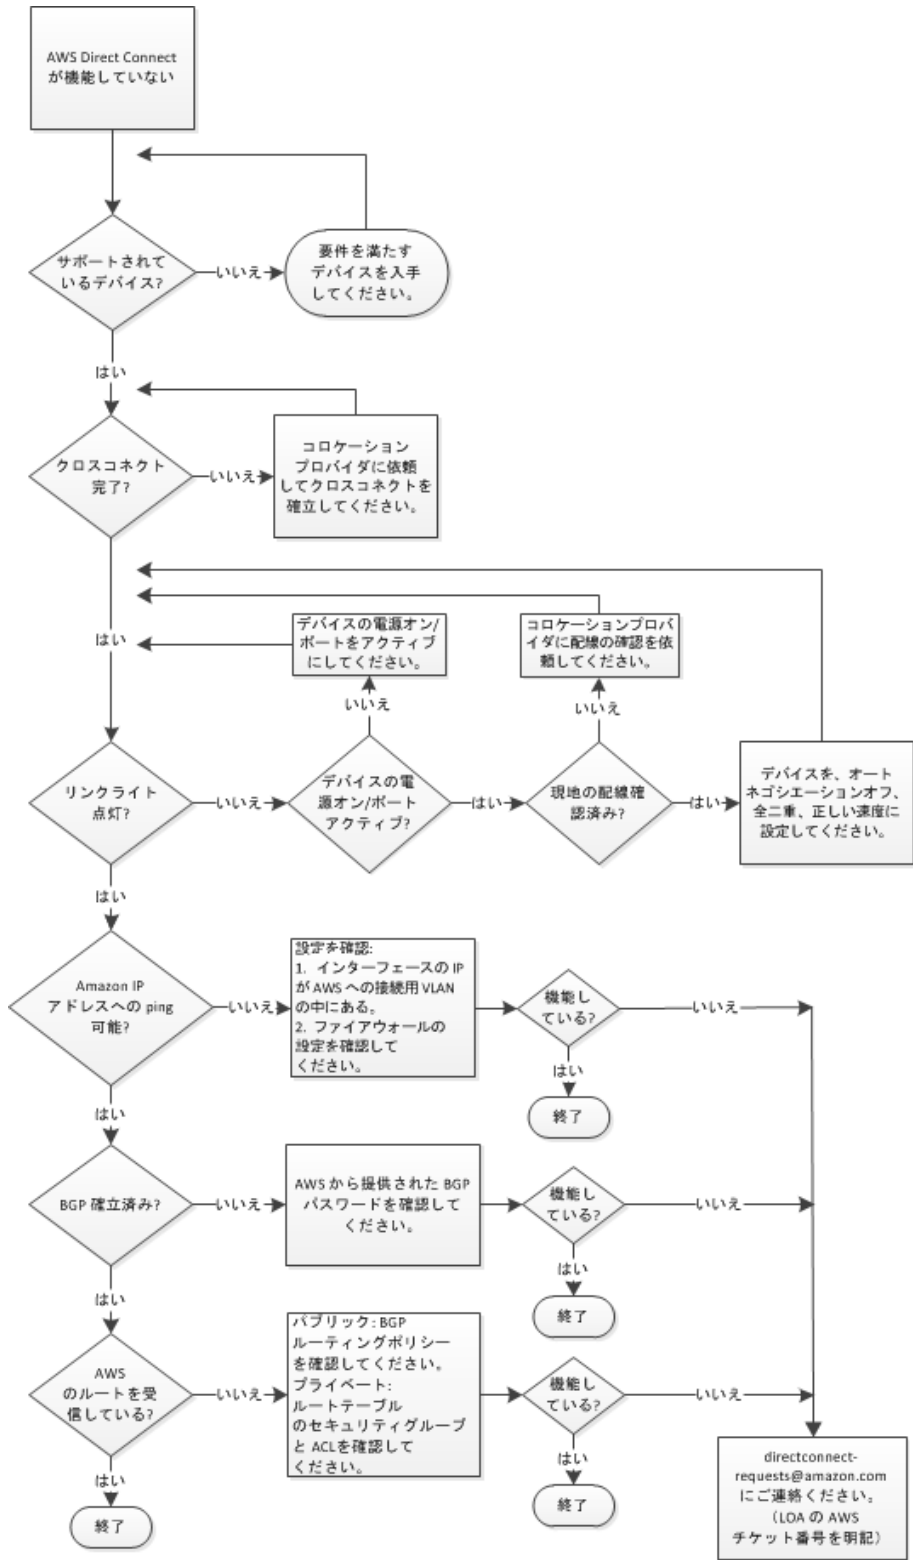 AWS Direct Connect
が機能していない
サポートされて
いるデバイス?
いいえ
要件を満たす
デバイスを入手
してください。
はい
クロスコネクト
完了?
いいえ
コロケーション
プロバイダに依頼
してクロスコネクトを
確立してください。
はい
デバイスの電源オン/
ポートをアクティブ
にしてください。
コロケーションプロバ
イダに配線の確認を依
頼してください。
いいえ
いいえ
リンクライト
点灯?
いいえ
デバイスの電
源オン/ポート
アクティブ?
はい
現地の配線確
認済み?
はい
デバイスを、オート
ネゴシエーションオフ、
全二重、正しい速度に
設定してください。
はい
Amazon IP
アドレスへの ping
可能?
いいえ
設定を確認:
1. インターフェースの IP
が AWS への接続用 VLAN
の中にある。
2. ファイアウォールの
設定を確認して
ください。
機能し
ている?
いいえ
はい
終了
はい
BGP 確立済み?
いいえ
AWS から提供された BGP
パスワードを確認して
ください。
機能し
ている?
いいえ
はい
終了
はい
AWS
のルートを受
信している?
いいえ
パブリック: BGP
ルーティングポリシー
を確認してください。
プライベート:
ルートテーブル
のセキュリティグループ
と ACLを確認して
ください。
機能し
ている?
いいえ
はい
終了
はい
終了
directconnect-
requests@amazon.com
にご連絡ください。
（LOA の AWS
チケット番号を明記）